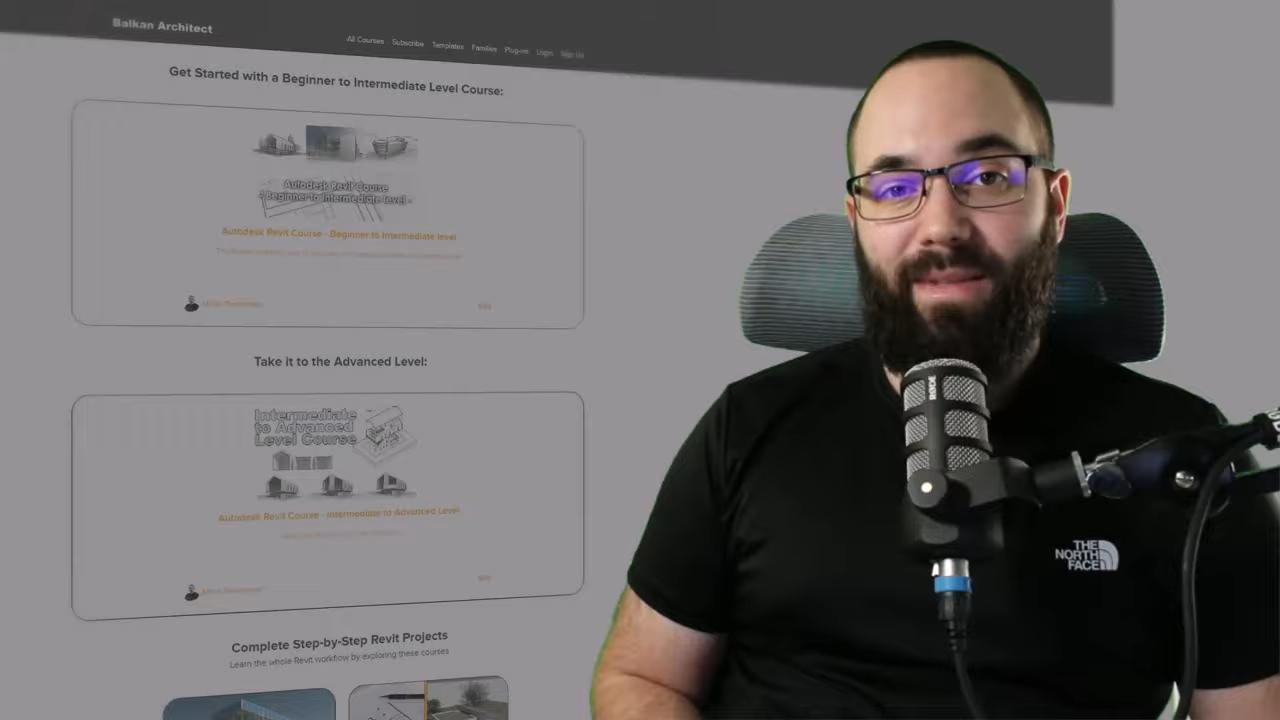 Balkan Architect
All Courses Subscribe Templates Families Plug-ins Login Sign Up
Get Started with a Beginner to Intermediate Level Course:
Autodesk Revit Course
- Beginner to Intermediate level -
Autodesk Revit Course - Beginner to Intermediate level
Take it to the Advanced Level:
Intermediate
to Advanced
Level Course
Autodesk Revit Course - Intermediate to Advanced Level
Complete Step-by-Step Revit Projects
Learn the whole Revit workflow by exploring these courses
RØDE
THE
NORTH
FACE